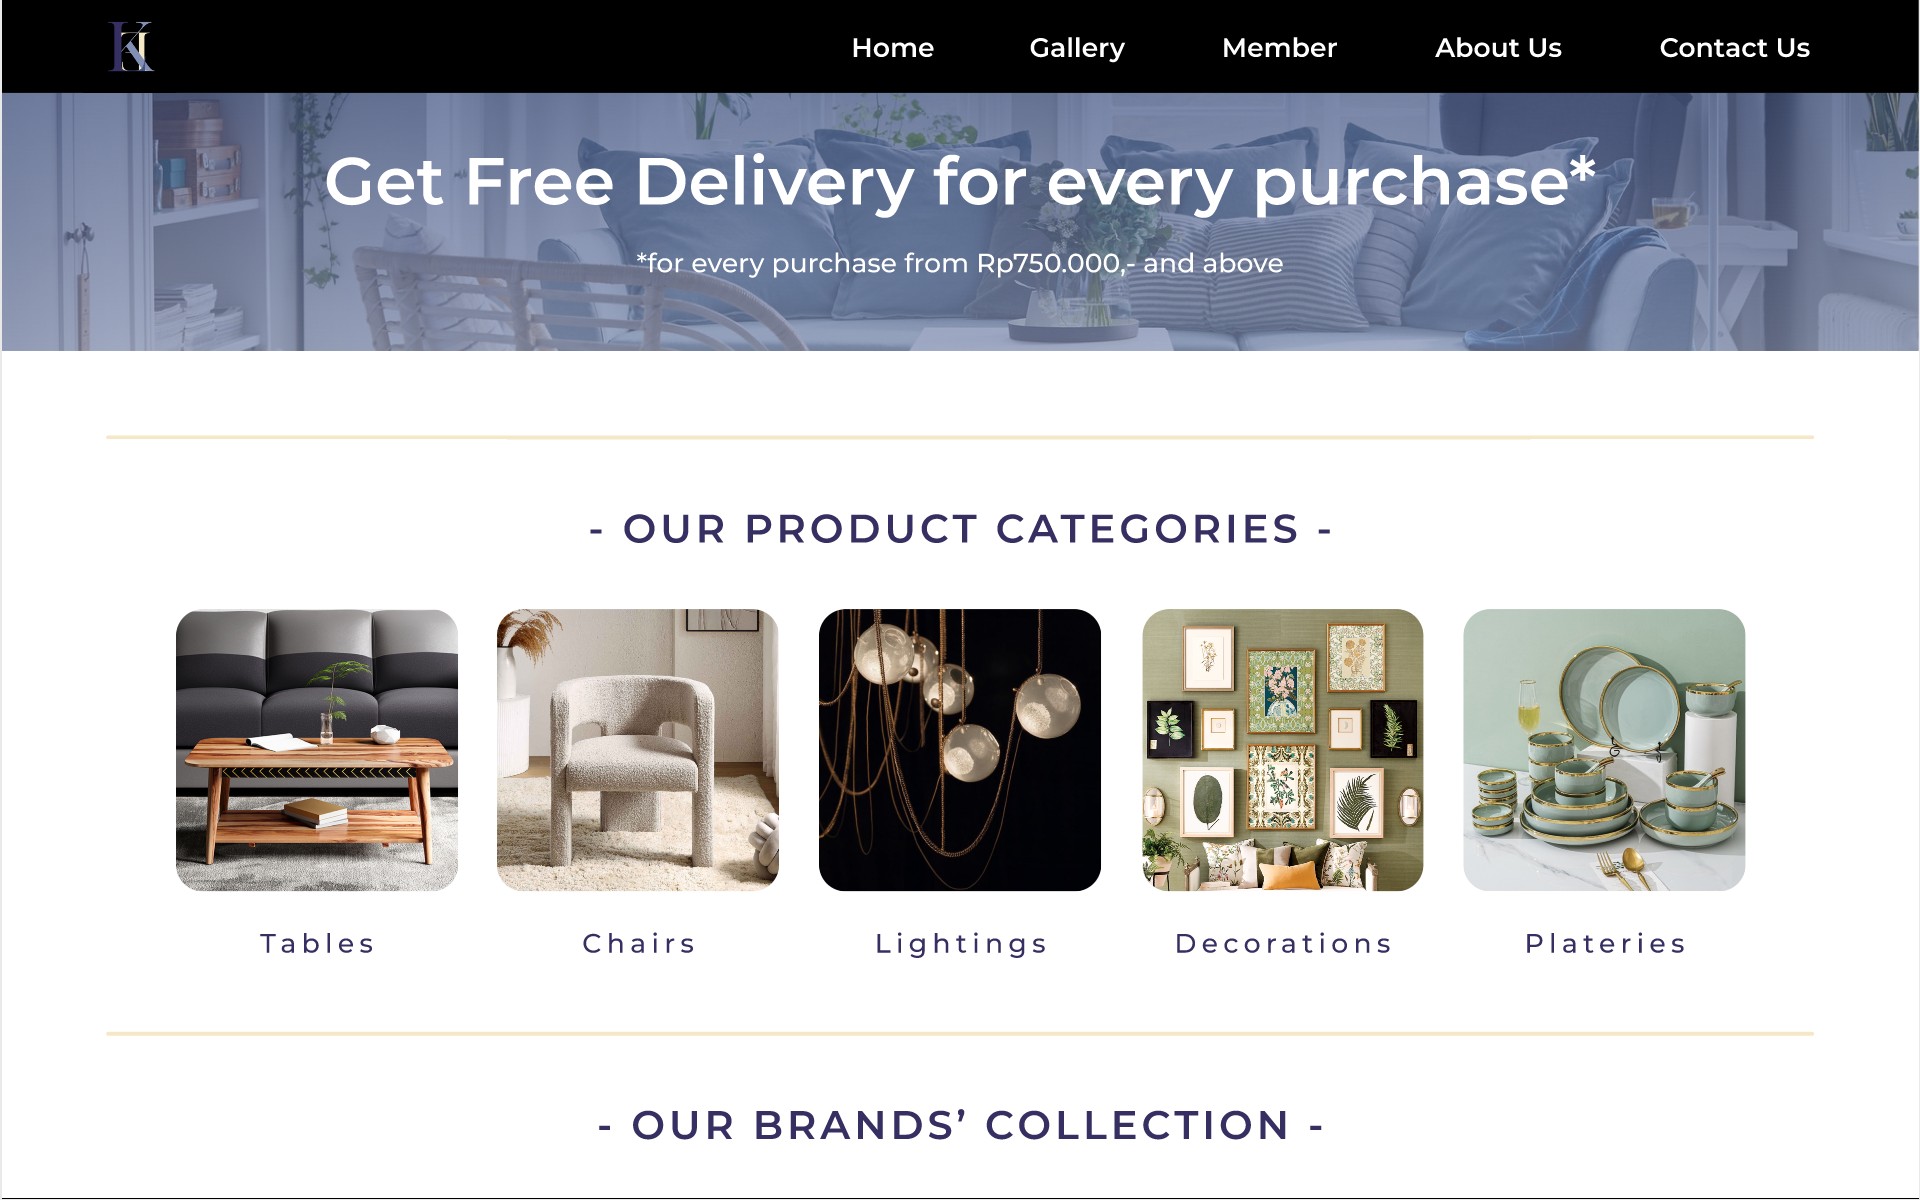 Home Gallery Member About Us Contact Us
Get Free Delivery for every purchase*
*for every purchase from Rp750.000,- and above
- OUR PRODUCT CATEGORIES -
Tables Chairs Lightings Decorations Plateries
- OUR BRANDS’ COLLECTION -